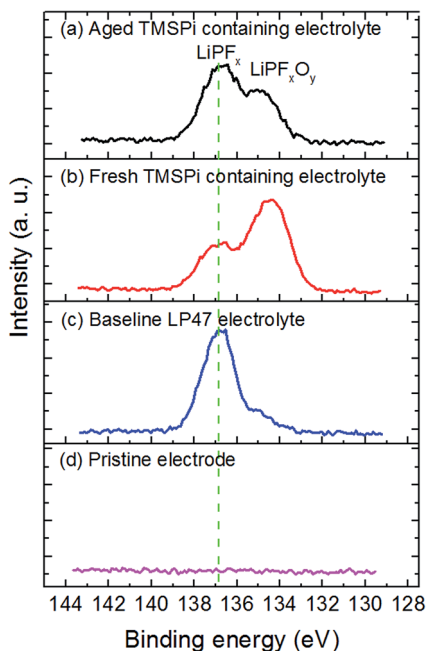 (a) Aged TMSPi containing electrolyte
LiPFₓ
LiPFₓOᵧ
(b) Fresh TMSPi containing electrolyte
(c) Baseline LP47 electrolyte
(d) Pristine electrode
Intensity (a. u.)
144 142 140 138 136 134 132 130 128
Binding energy (eV)